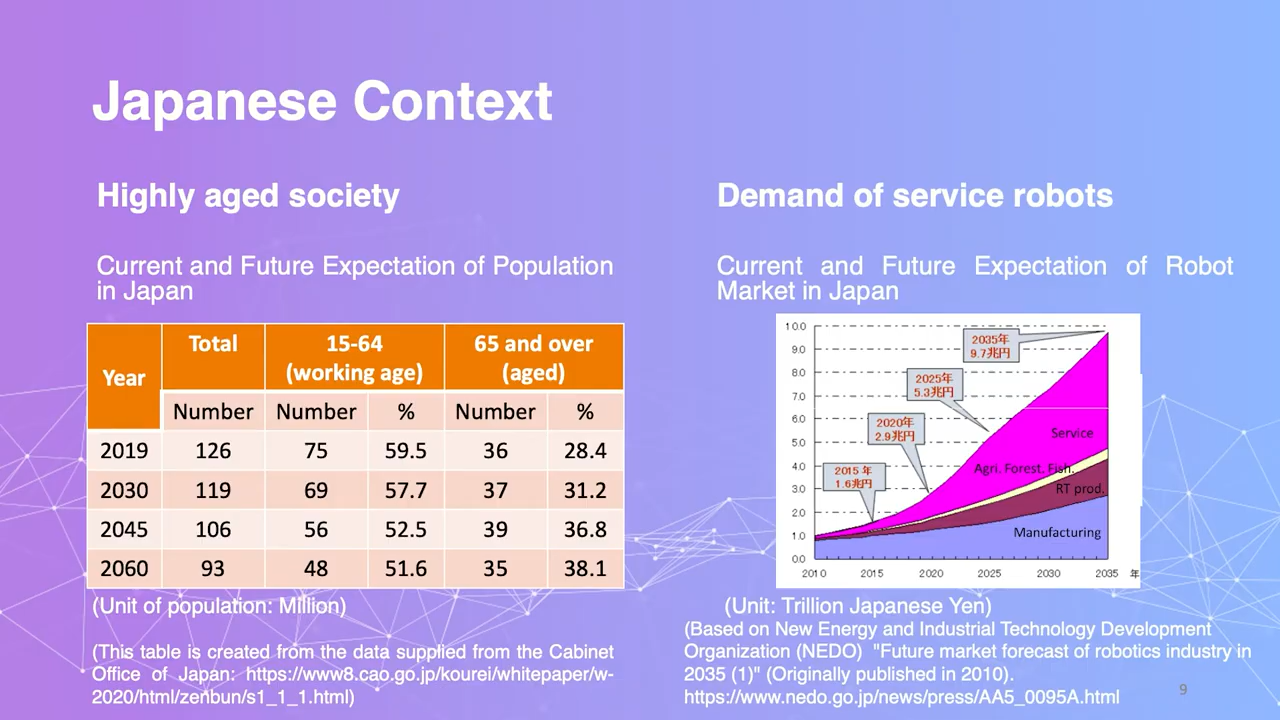 Japanese Context
Highly aged society
Current and Future Expectation of Population
in Japan
Year Total 15-64 (working age) 65 and over (aged)
Number Number % Number %
2019 126 75 59.5 36 28.4
2030 119 69 57.7 37 31.2
2045 106 56 52.5 39 36.8
2060 93 48 51.6 35 38.1
(Unit of population: Million)
(This table is created from the data supplied from the Cabinet
Office of Japan: https://www8.cao.go.jp/kourei/whitepaper/w-
2020/html/zenbun/s1_1_1.html)
Demand of service robots
Current and Future Expectation of Robot
Market in Japan
10.0
9.0
8.0
7.0
6.0
5.0
4.0
3.0
2.0
1.0
0.0
2035年
9.7兆円
2025年
5.3兆円
2020年
2.9兆円
2015年
1.6兆円
Service
Agri. Forest. Fish.
RT prod.
Manufacturing
2010 2015 2020 2025 2030 2035 年
(Unit: Trillion Japanese Yen)
(Based on New Energy and Industrial Technology Development
Organization (NEDO) "Future market forecast of robotics industry in
2035 (1)" (Originally published in 2010).
https://www.nedo.go.jp/news/press/AA5_0095A.html
9